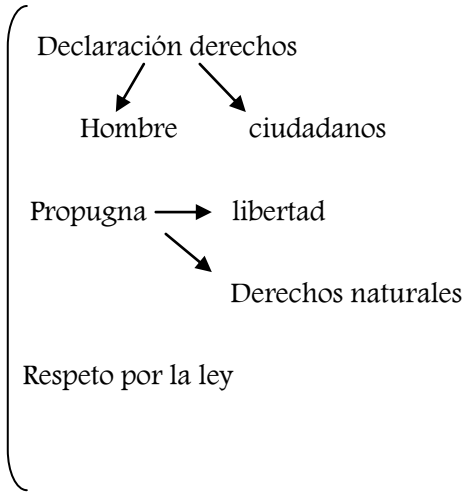 Declaración derechos
Hombre ciudadanos
Propugna libertad
Derechos naturales
Respeto por la ley